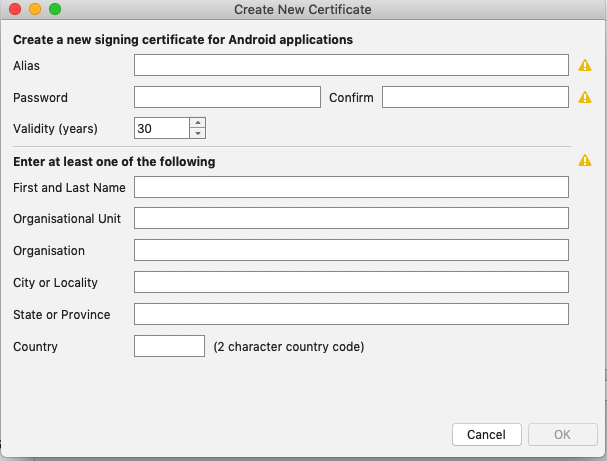 Create New Certificate
Create a new signing certificate for Android applications
Alias
Password Confirm
Validity (years) 30
Enter at least one of the following
First and Last Name
Organisational Unit
Organisation
City or Locality
State or Province
Country (2 character country code)
Cancel OK